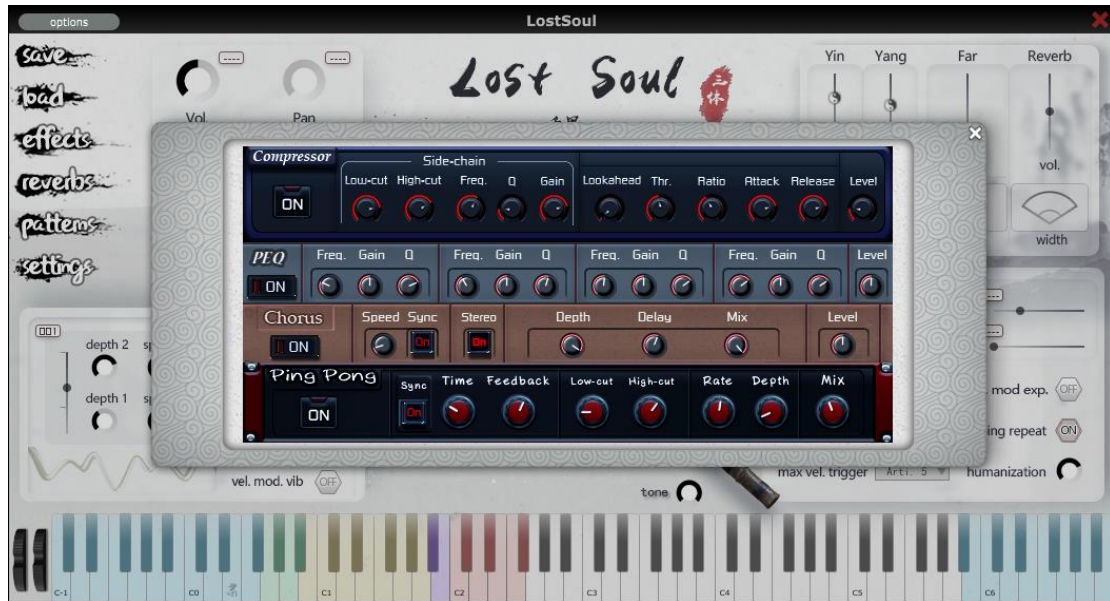 options
LostSoul
save
load
effects
reverbs
patterns
settings
Vol.
Pan
Lost Soul
三体
Yin Yang Far Reverb
vol.
width
Compressor
Side-chain
Low-cut High-cut Freq. Q Gain Lookahead Thr. Ratio Attack Release Level
ON
PEQ Freq. Gain Q Freq. Gain Q Freq. Gain Q Freq. Gain Q Level
ON
Chorus Speed Sync Stereo Depth Delay Mix Level
ON On On
Ping Pong Sync Time Feedback Low-cut High-cut Rate Depth Mix
ON On
001
depth 2
depth 1
vel. mod. vib OFF
tone
mod exp. OFF
ing repeat ON
max vel. trigger Arti. 5 humanization
C-1 C0 C1 C2 C3 C4 C5 C6